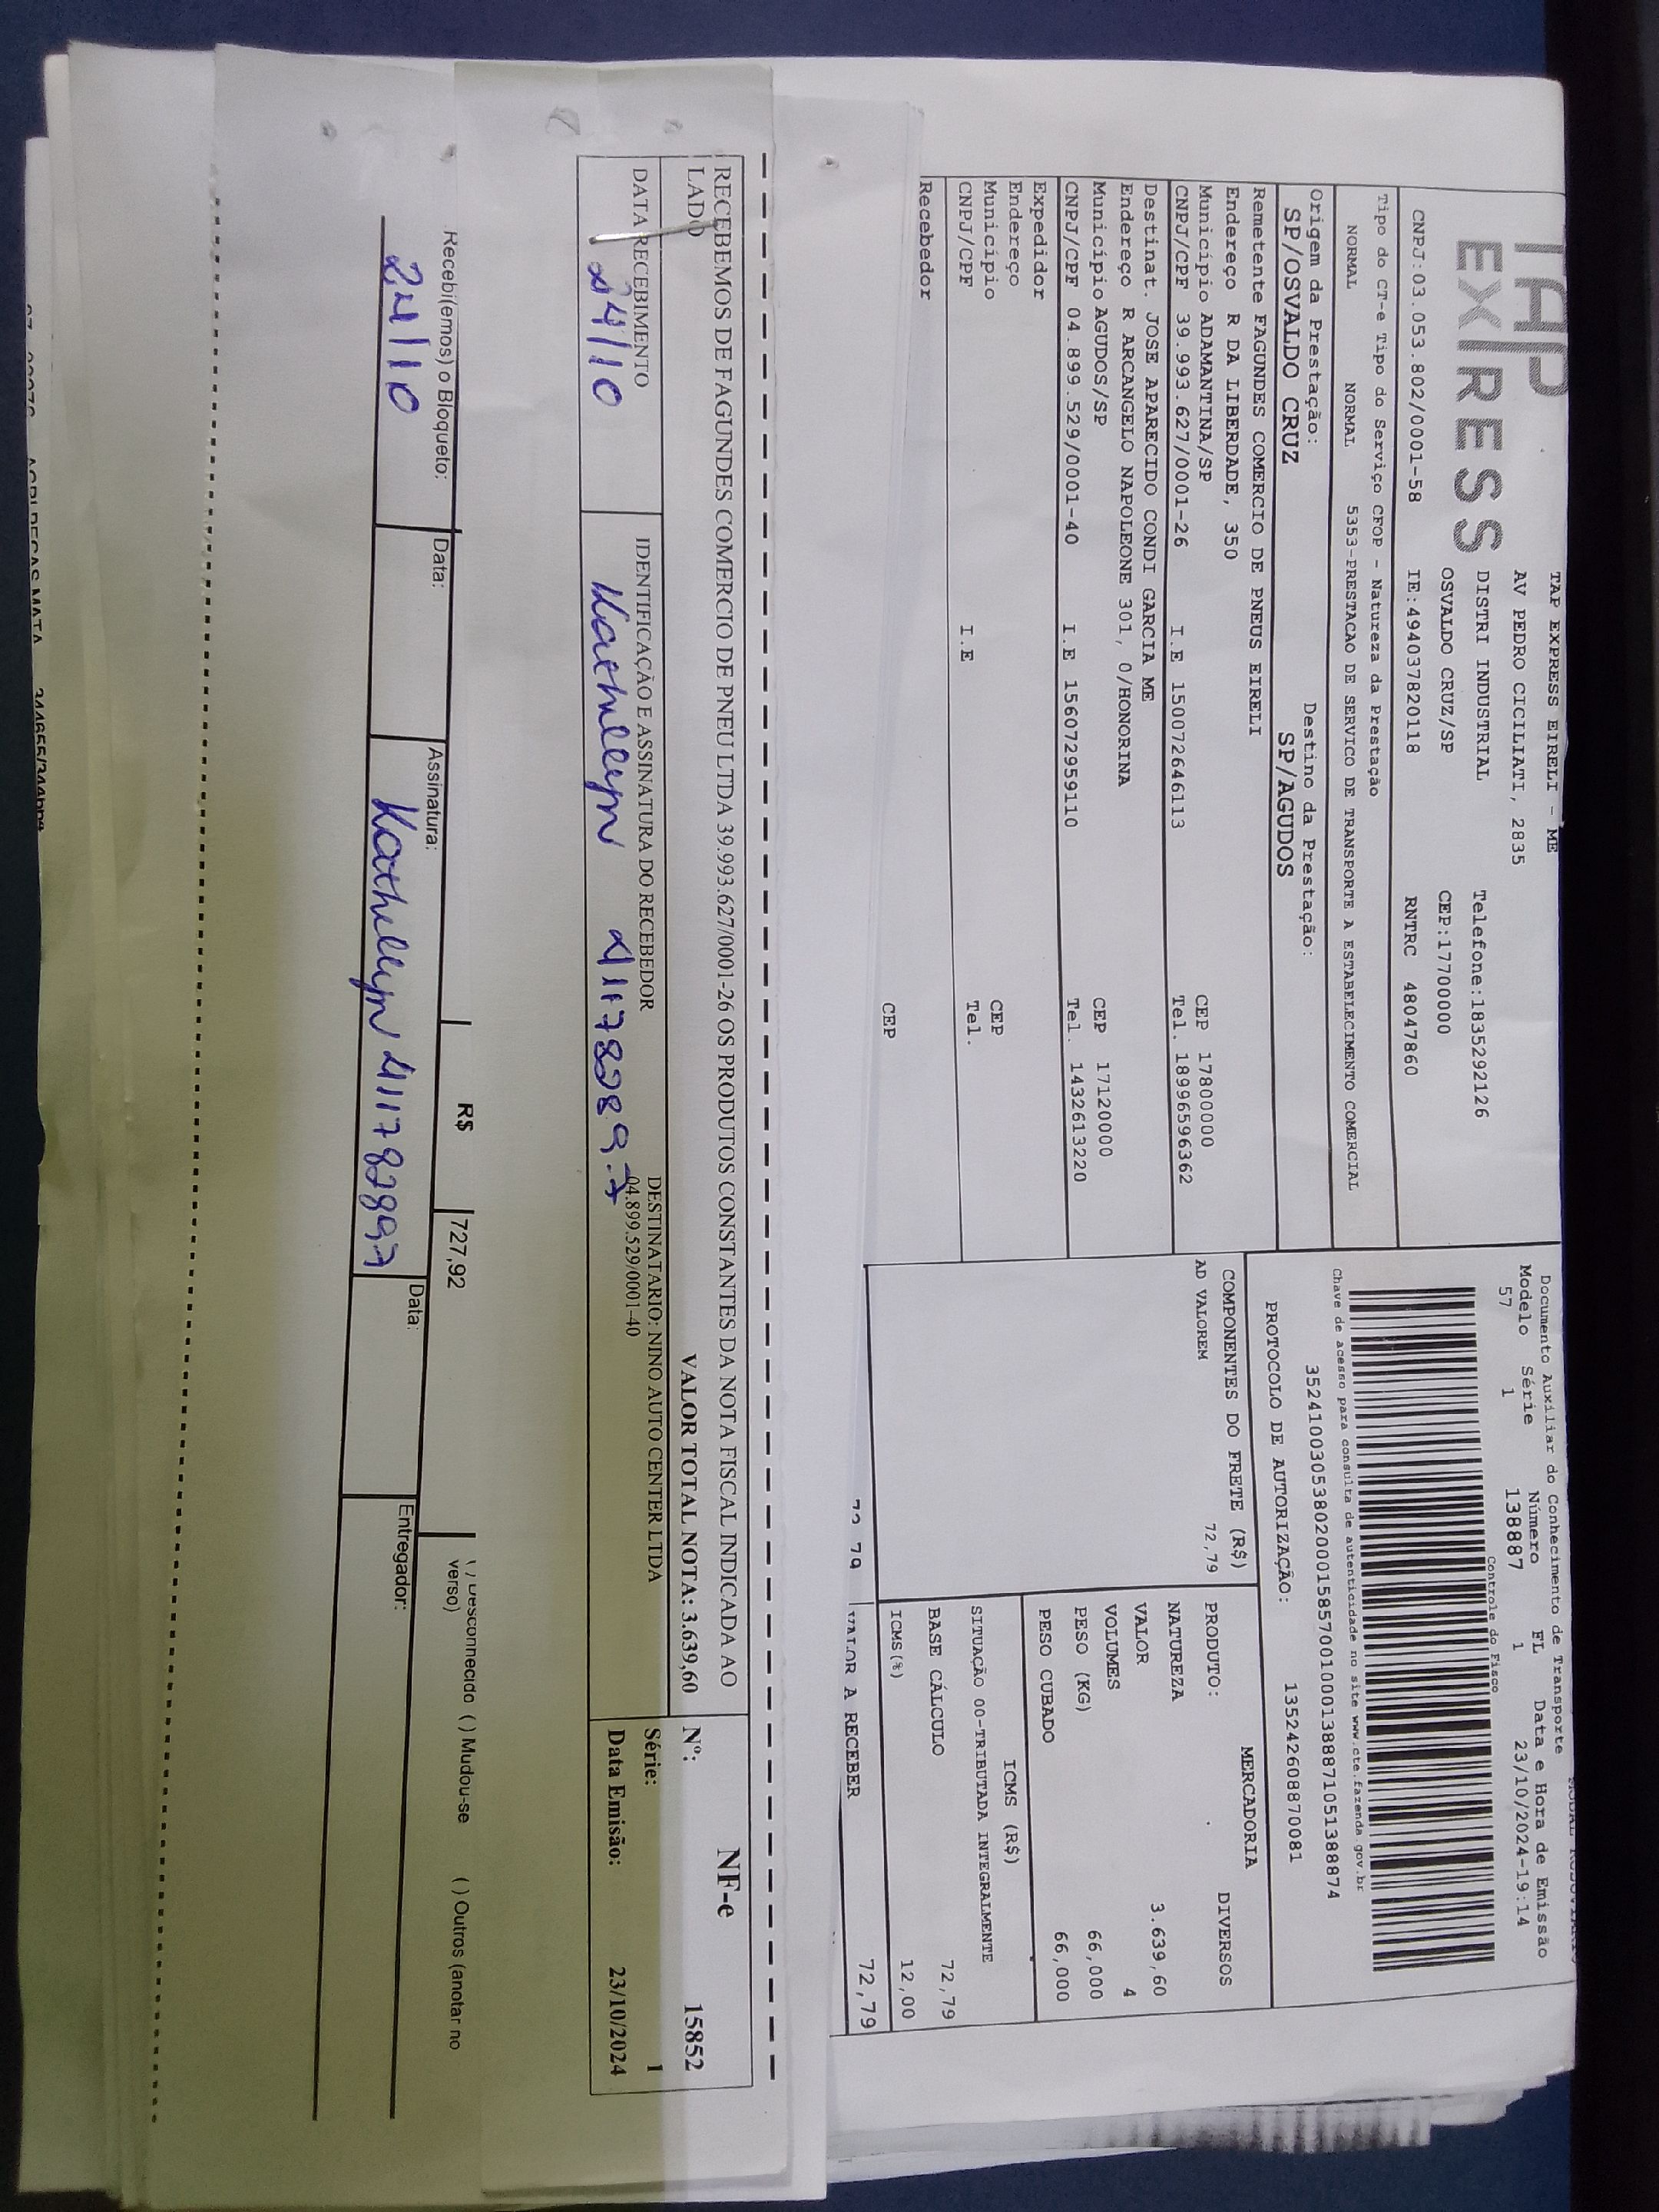 TAP EXPRESS
TAP EXPRESS EIRELI - ME
AV PEDRO CICILIATI, 2835
DISTRI INDUSTRIAL Telefone:1835292126
OSVALDO CRUZ/SP CEP:17700000
CNPJ:03.053.802/0001-58 IE:494037820118 RNTRC 48047860
Tipo do CT-e Tipo do Serviço CFOP - Natureza da Prestação
NORMAL NORMAL 5353-PRESTACAO DE SERVICO DE TRANSPORTE A ESTABELECIMENTO COMERCIAL
Origem da Prestação: Destino da Prestação:
SP/OSVALDO CRUZ SP/AGUDOS
Remetente FAGUNDES COMERCIO DE PNEUS EIRELI
Endereço R DA LIBERDADE, 350
Município ADAMANTINA/SP CEP 17800000
CNPJ/CPF 39.993.627/0001-26 I.E 150072646113 Tel. 18996596362
Destinat. JOSE APARECIDO CONDI GARCIA ME
Endereço R ARCANGELO NAPOLEONE 301, 0/HONORINA
Município AGUDOS/SP CEP 17120000
CNPJ/CPF 04.899.529/0001-40 I.E 156072959110 Tel. 1432613220
Expedidor
Endereço
Município CEP
CNPJ/CPF I.E Tel.
Recebedor
CEP
Documento Auxiliar do Conhecimento de Transporte
Modelo Série Número FL Data e Hora de Emissão
57 1 138887 1 23/10/2024-19:14
Controle do Fisco
Chave de acesso para consulta de autenticidade no site www.cte.fazenda.gov.br
35241003053802000158570010001388871051388874
PROTOCOLO DE AUTORIZAÇÃO: 135242608870081
COMPONENTES DO FRETE (R$)
AD VALOREM 72,79
72,79
MERCADORIA
PRODUTO: DIVERSOS
NATUREZA
VALOR 3.639,60
VOLUMES 4
PESO (KG) 66,000
PESO CUBADO 66,000
ICMS (R$)
SITUAÇÃO 00-TRIBUTADA INTEGRALMENTE
BASE CÁLCULO 72,79
ICMS(%) 12,00
VALOR A RECEBER 72,79
RECEBEMOS DE FAGUNDES COMERCIO DE PNEU LTDA 39.993.627/0001-26 OS PRODUTOS CONSTANTES DA NOTA FISCAL INDICADA AO
LADO
VALOR TOTAL NOTA: 3.639,60
DATA RECEBIMENTO
24/10
IDENTIFICAÇÃO E ASSINATURA DO RECEBEDOR
Kathellyn 411782897
DESTINATARIO: NINO AUTO CENTER LTDA
04.899.529/0001-40
NF-e
Nº: 15852
Série: 1
Data Emisão: 23/10/2024
R$ 727,92
( ) Desconhecido ( ) Mudou-se ( ) Outros (anotar no
verso)
Recebi(emos) o Bloqueto:
24/10
Data:
Assinatura:
Kathellyn 411782897
Data:
Entregador: